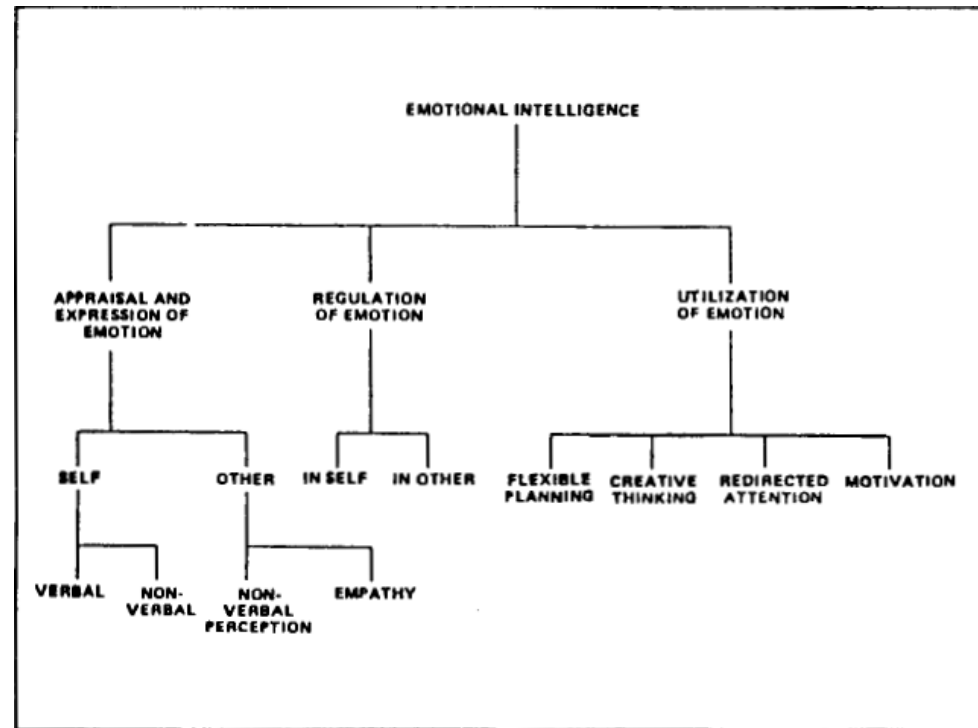 EMOTIONAL INTELLIGENCE
APPRAISAL AND
EXPRESSION OF
EMOTION
REGULATION
OF EMOTION
UTILIZATION
OF EMOTION
SELF
OTHER
IN SELF
IN OTHER
FLEXIBLE
PLANNING
CREATIVE
THINKING
REDIRECTED
ATTENTION
MOTIVATION
VERBAL
NON-
VERBAL
NON-
VERBAL
PERCEPTION
EMPATHY